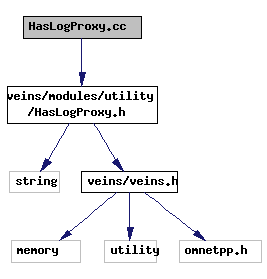 HasLogProxy.cc
veins/modules/utility
/HasLogProxy.h
string
veins/veins.h
memory
utility
omnetpp.h